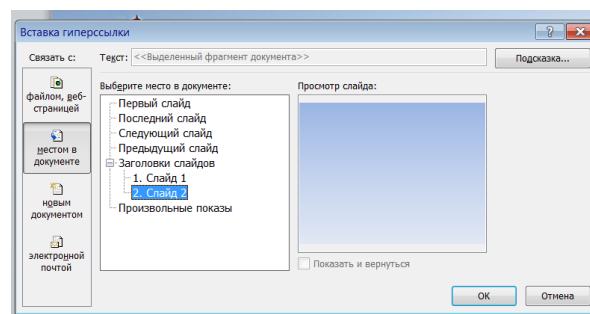 Вставка гиперссылки
Связать с:
Текст: <<Выделенный фрагмент документа>>
Подсказка...
файлом, веб-
страницей
местом в
документе
новым
документом
электронной
почтой
Выберите место в документе:
Первый слайд
Последний слайд
Следующий слайд
Предыдущий слайд
Заголовки слайдов
1. Слайд 1
2. Слайд 2
Произвольные показы
Просмотр слайда:
Показать и вернуться
ОК
Отмена